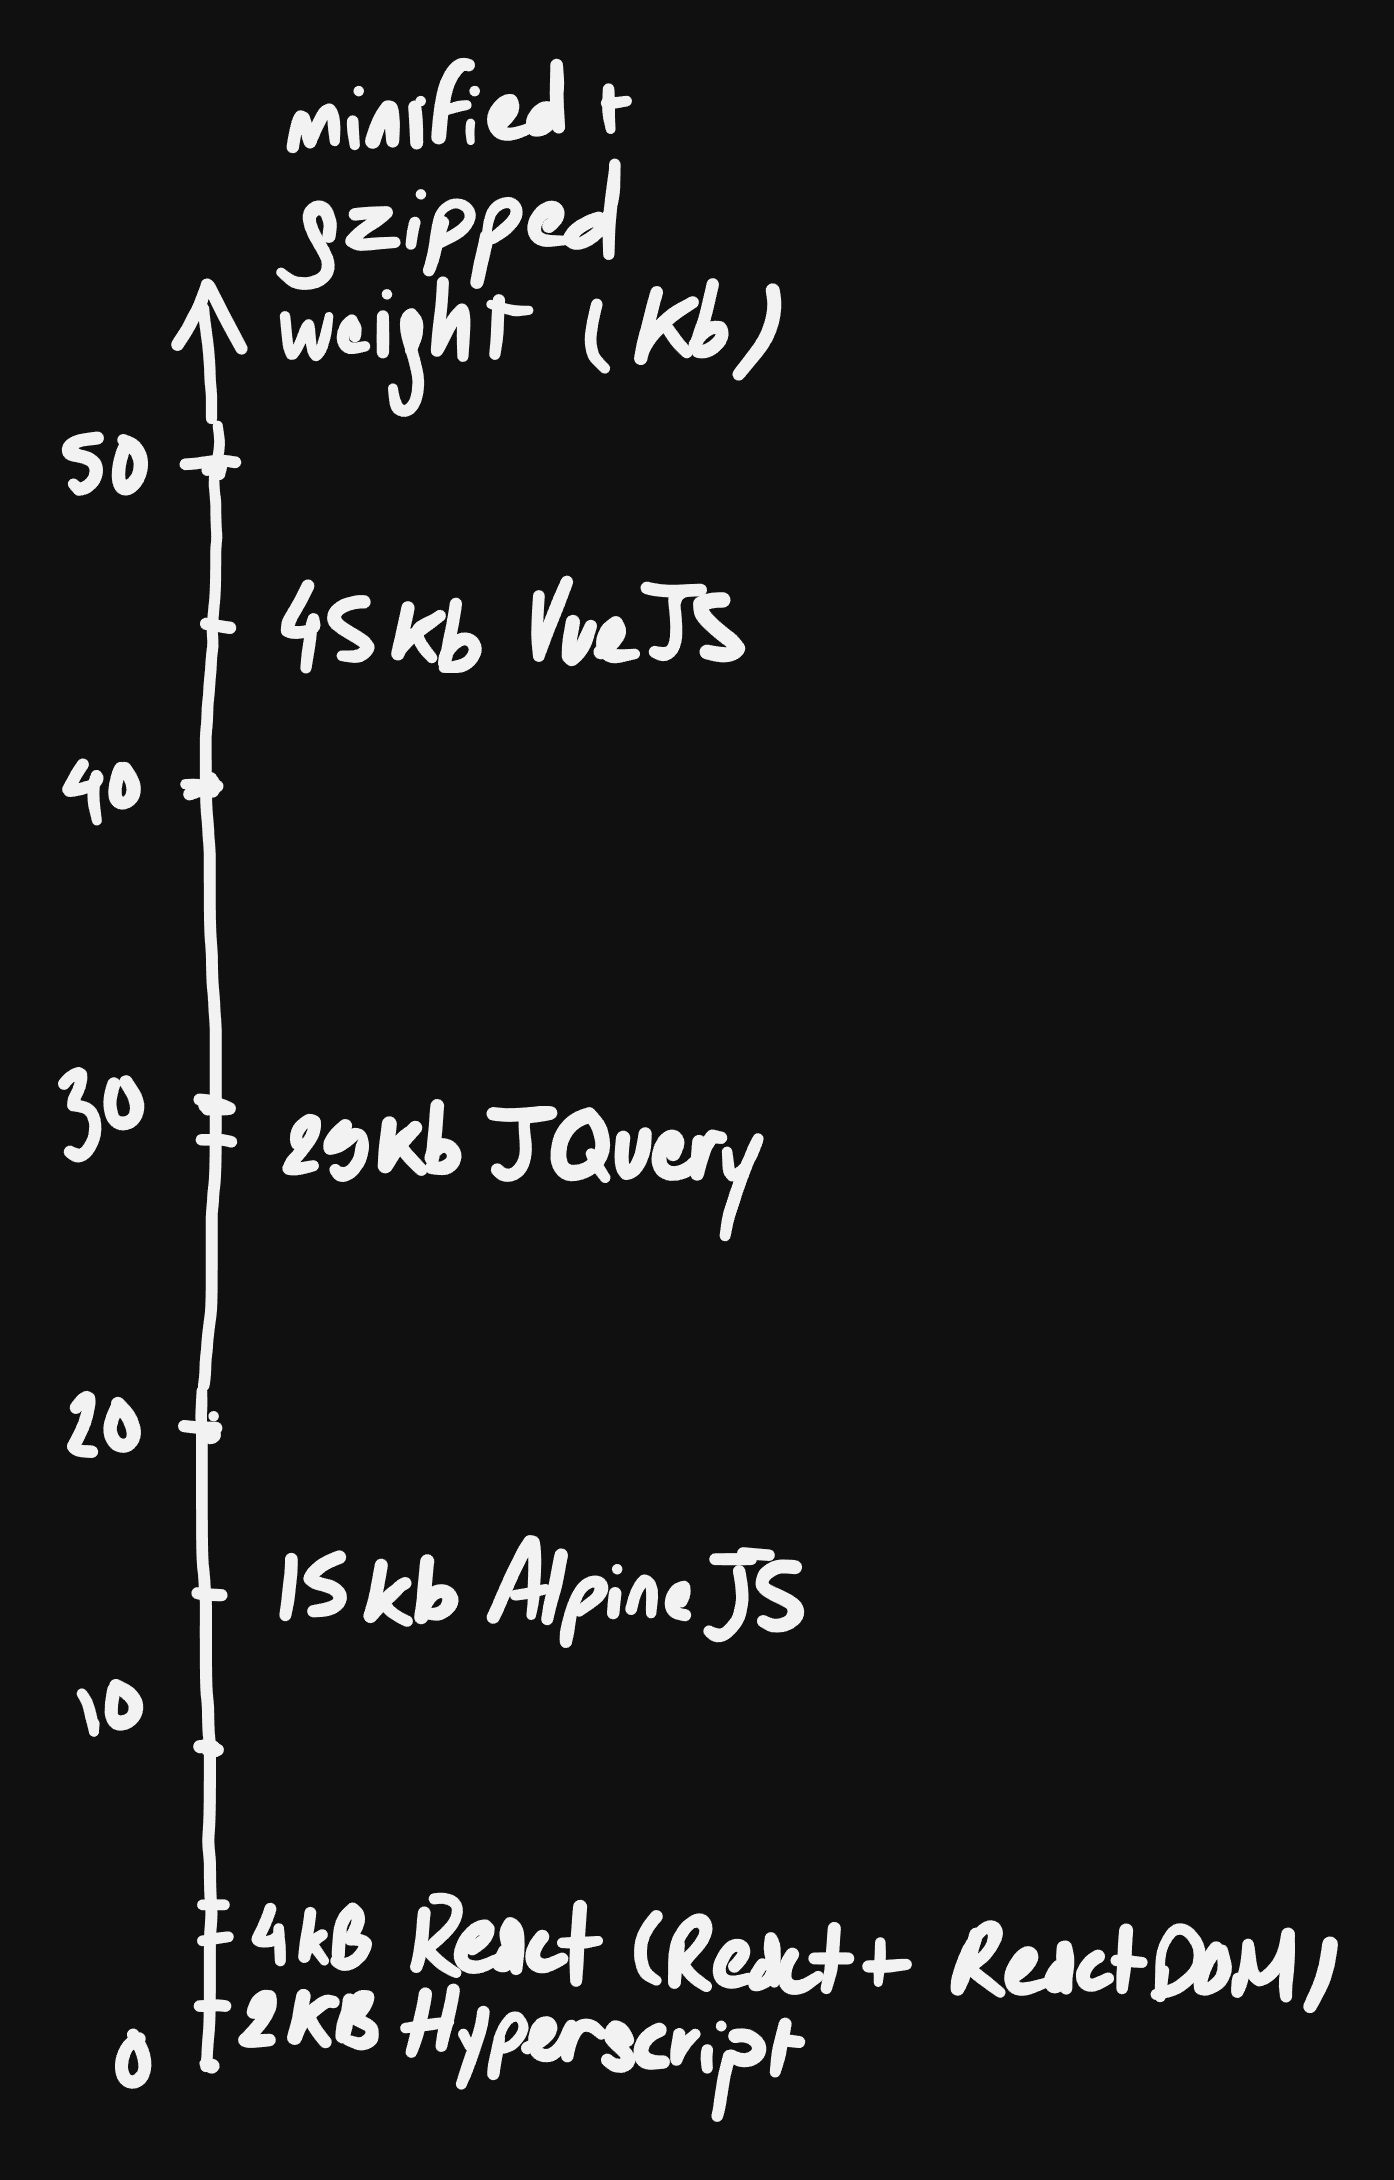 minified +
gzipped
weight (Kb)
50
45Kb VueJS
40
30
29Kb JQuery
20
15Kb AlpineJS
10
4kB React (React + ReactDOM)
2KB Hyperscript
0